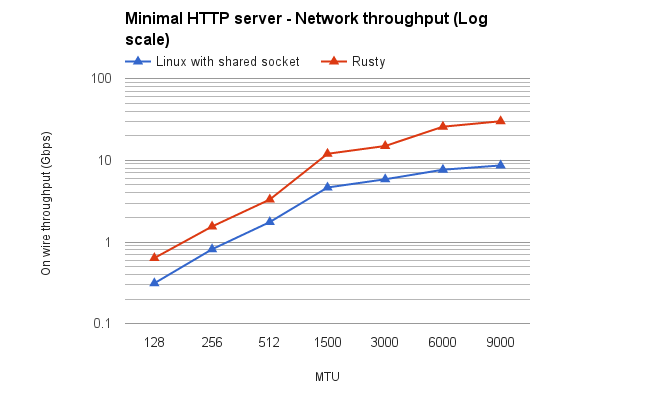 Minimal HTTP server - Network throughput (Log
scale)
Linux with shared socket Rusty
100
10
1
0.1
On wire throughput (Gbps)
128 256 512 1500 3000 6000 9000
MTU